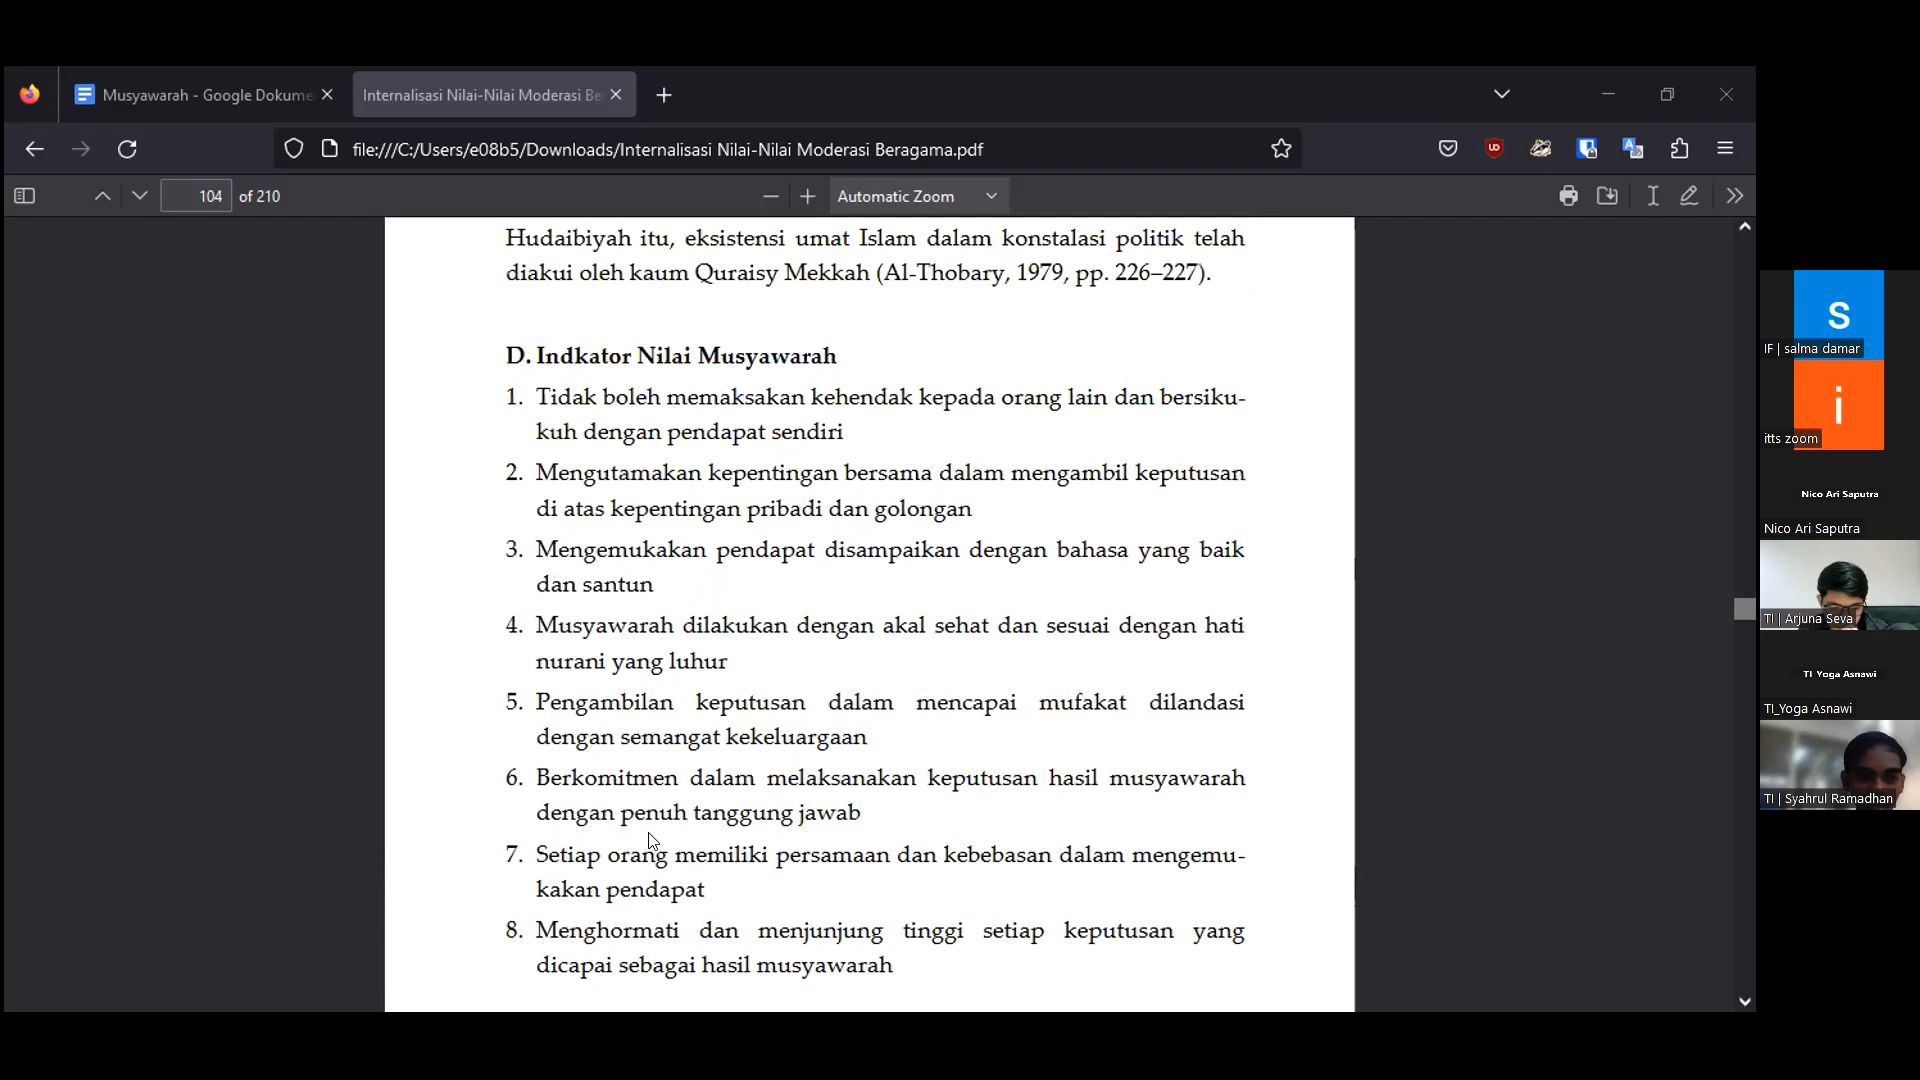 Musyawarah - Google Dokume
Internalisasi Nilai-Nilai Moderasi Be
file:///C:/Users/e08b5/Downloads/Internalisasi Nilai-Nilai Moderasi Beragama.pdf
104 of 210
Automatic Zoom
Hudaibiyah itu, eksistensi umat Islam dalam konstalasi politik telah
diakui oleh kaum Quraisy Mekkah (Al-Thobary, 1979, pp. 226–227).
D. Indkator Nilai Musyawarah
1. Tidak boleh memaksakan kehendak kepada orang lain dan bersiku-
kuh dengan pendapat sendiri
2. Mengutamakan kepentingan bersama dalam mengambil keputusan
di atas kepentingan pribadi dan golongan
3. Mengemukakan pendapat disampaikan dengan bahasa yang baik
dan santun
4. Musyawarah dilakukan dengan akal sehat dan sesuai dengan hati
nurani yang luhur
5. Pengambilan keputusan dalam mencapai mufakat dilandasi
dengan semangat kekeluargaan
6. Berkomitmen dalam melaksanakan keputusan hasil musyawarah
dengan penuh tanggung jawab
7. Setiap orang memiliki persamaan dan kebebasan dalam mengemu-
kakan pendapat
8. Menghormati dan menjunjung tinggi setiap keputusan yang
dicapai sebagai hasil musyawarah
s
IF | salma damar
i
itts zoom
Nico Ari Saputra
Nico Ari Saputra
TI | Arjuna Seva
TI_Yoga Asnawi
TI_Yoga Asnawi
TI | Syahrul Ramadhan